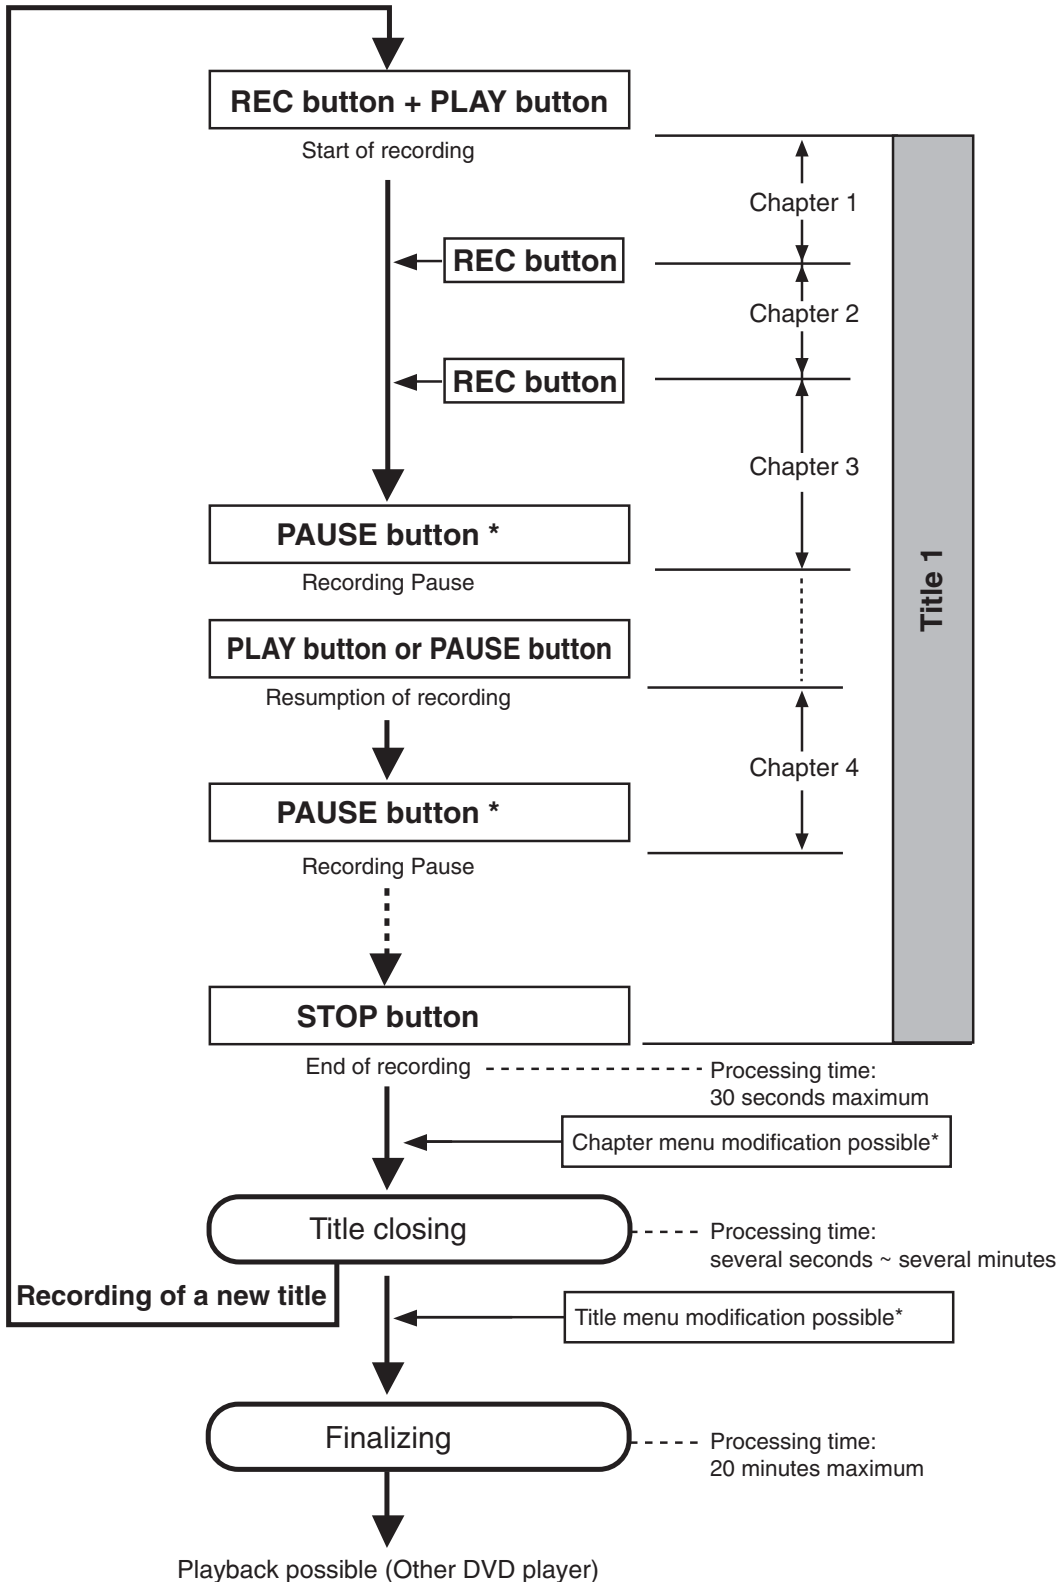 REC button + PLAY button
Start of recording
Chapter 1
REC button
Chapter 2
REC button
Chapter 3
PAUSE button *
Recording Pause
Title 1
PLAY button or PAUSE button
Resumption of recording
Chapter 4
PAUSE button *
Recording Pause
STOP button
End of recording
Processing time:
30 seconds maximum
Chapter menu modification possible*
Title closing
Processing time:
several seconds ~ several minutes
Recording of a new title
Title menu modification possible*
Finalizing
Processing time:
20 minutes maximum
Playback possible (Other DVD player)